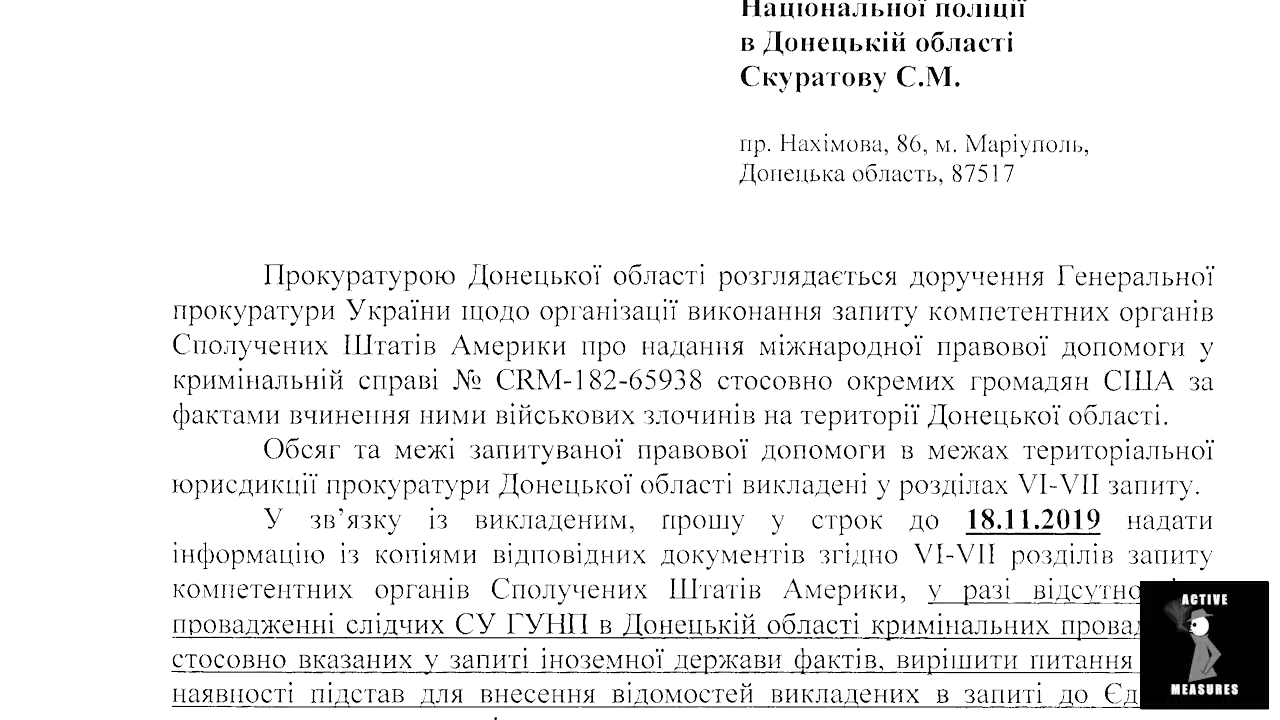 Національної поліції
в Донецькій області
Скуратову С.М.
пр. Нахімова, 86, м. Маріуполь,
Донецька область, 87517
Прокуратурою Донецької області розглядається доручення Генеральної
прокуратури України щодо організації виконання запиту компетентних органів
Сполучених Штатів Америки про надання міжнародної правової допомоги у
кримінальній справі № CRM-182-65938 стосовно окремих громадян США за
фактами вчинення ними військових злочинів на території Донецької області.
Обсяг та межі запитуваної правової допомоги в межах територіальної
юрисдикції прокуратури Донецької області викладені у розділах VI-VII запиту.
У зв’язку із викладеним, прошу у строк до 18.11.2019 надати
інформацію із копіями відповідних документів згідно VI-VII розділів запиту
компетентних органів Сполучених Штатів Америки, у разі
провадженні слідчих СУ ГУНП в Донецькій області кримінальних
стосовно вказаних у запиті іноземної держави фактів, вирішити питання
наявності підстав для внесення відомостей викладених в запиті до
ACTIVE
MEASURES